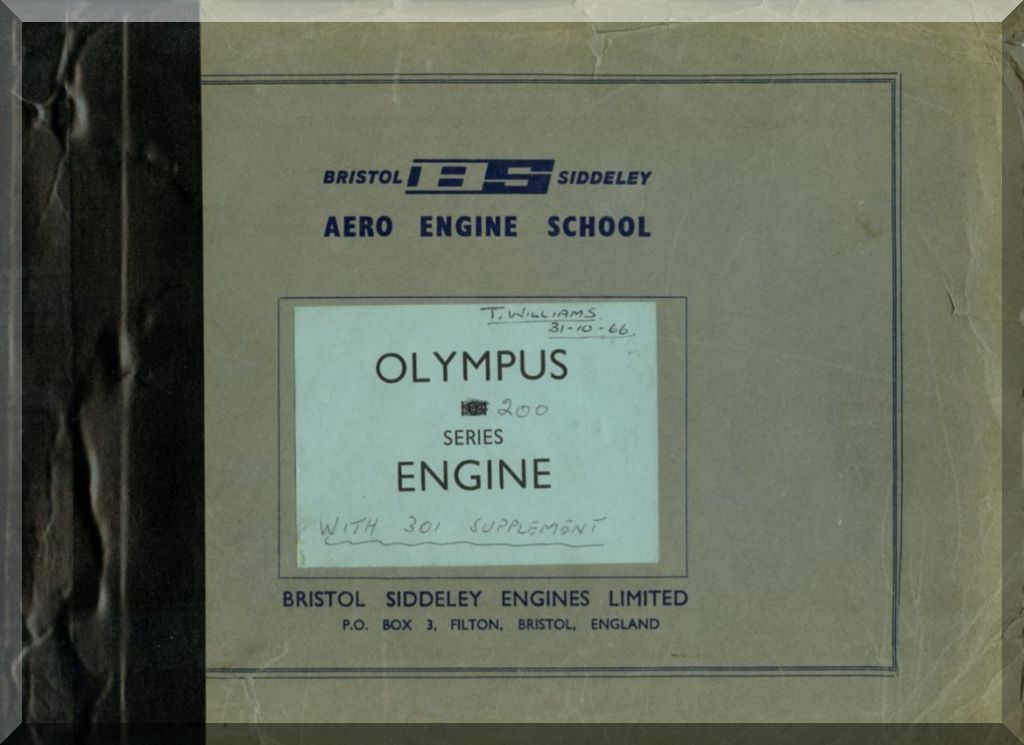 BRISTOL BS SIDDELEY
AERO ENGINE SCHOOL
T. WILLIAMS.
31-10-66.
OLYMPUS
200
SERIES
ENGINE
WITH 301 SUPPLEMENT
BRISTOL SIDDELEY ENGINES LIMITED
P.O. BOX 3, FILTON, BRISTOL, ENGLAND